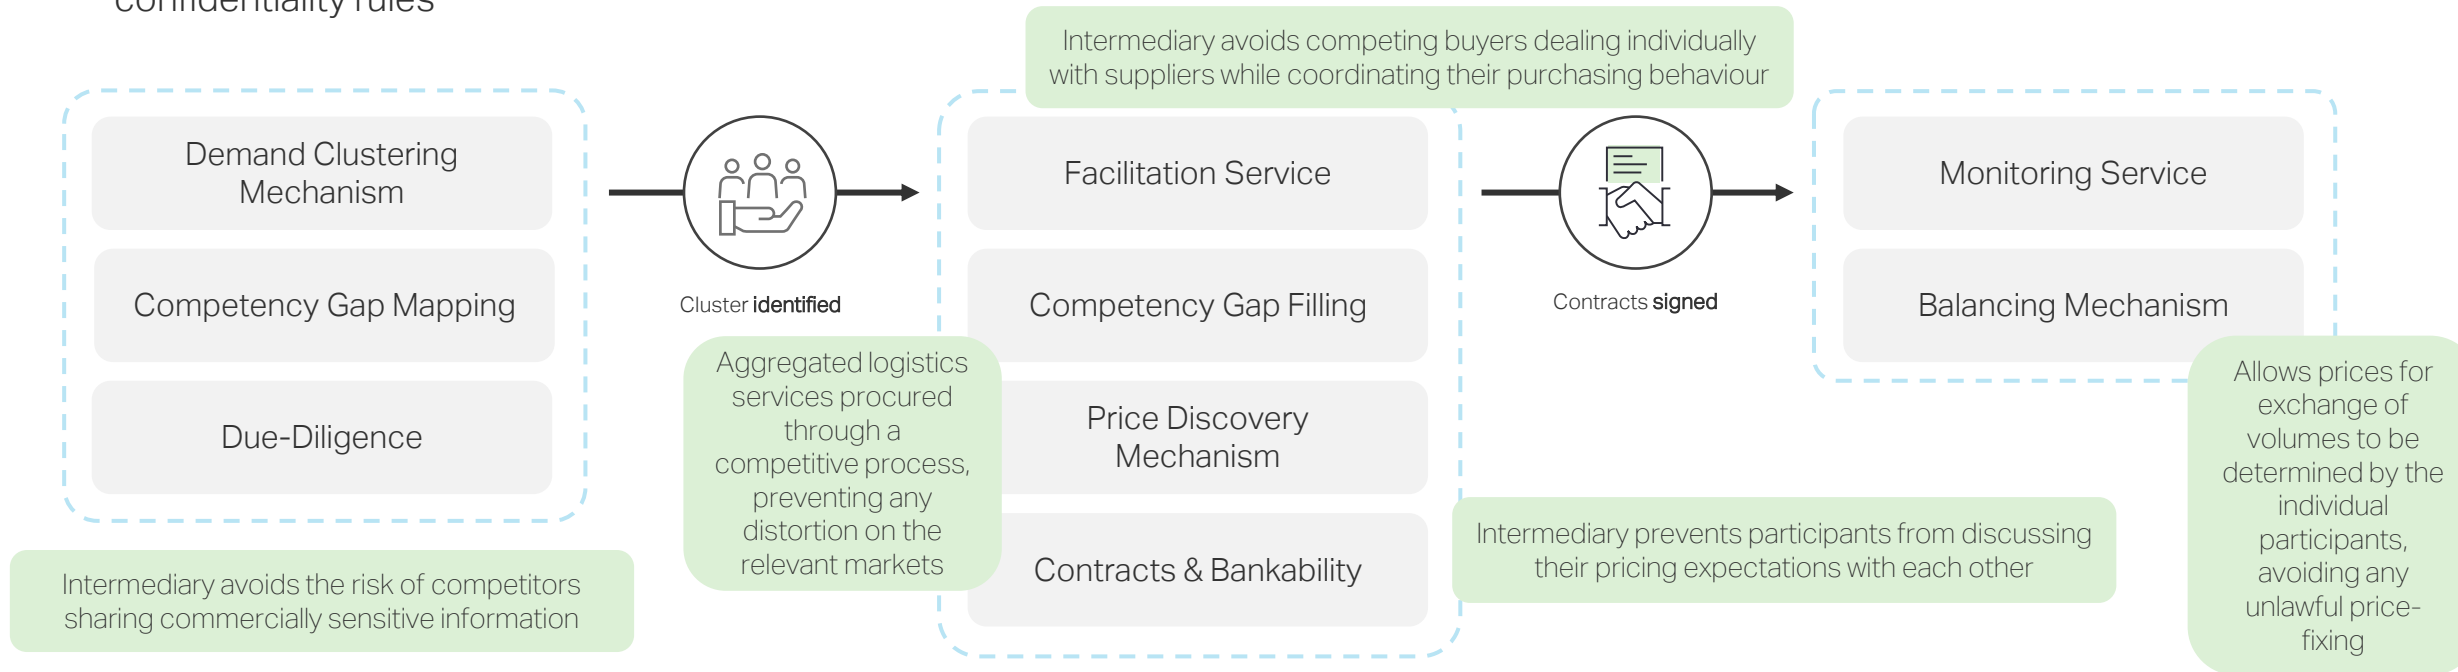 confidentiality rules
Intermediary avoids competing buyers dealing individually
with suppliers while coordinating their purchasing behaviour
Demand Clustering
Mechanism
Competency Gap Mapping
Due-Diligence
Intermediary avoids the risk of competitors
sharing commercially sensitive information
Cluster identified
Aggregated logistics
services procured
through a
competitive process,
preventing any
distortion on the
relevant markets
Facilitation Service
Competency Gap Filling
Price Discovery
Mechanism
Contracts & Bankability
Contracts signed
Intermediary prevents participants from discussing
their pricing expectations with each other
Monitoring Service
Balancing Mechanism
Allows prices for
exchange of
volumes to be
determined by the
individual
participants,
avoiding any
unlawful price-
fixing